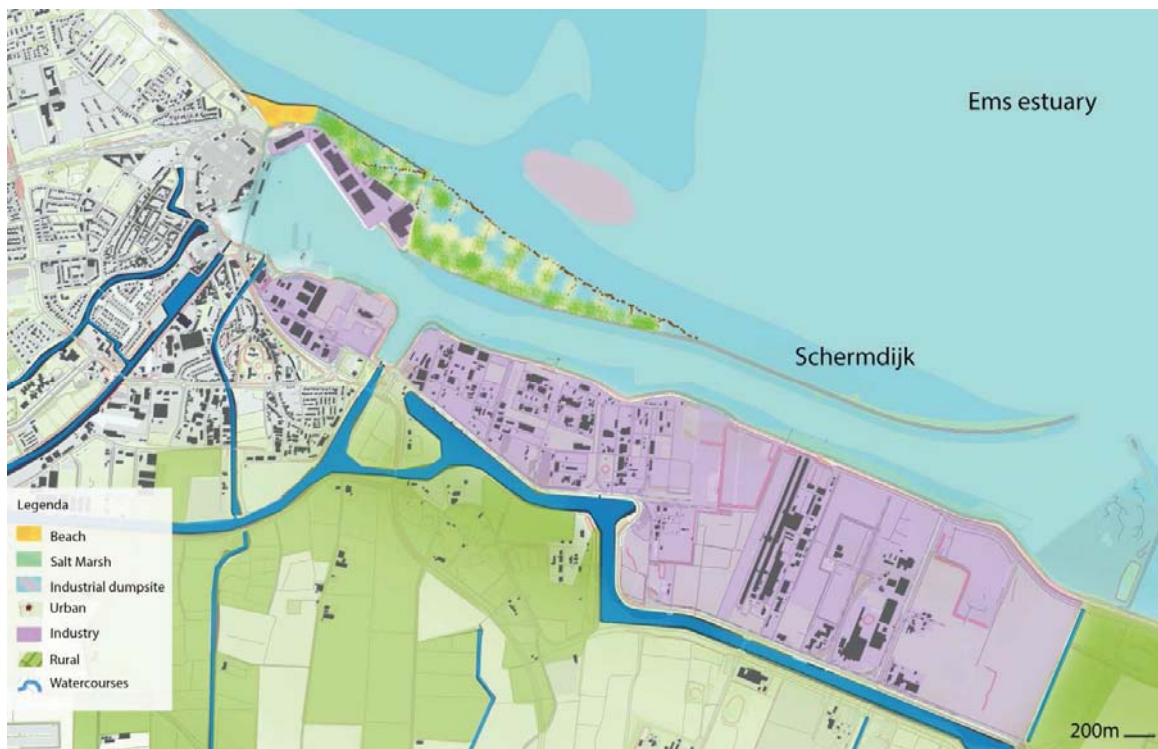 Ems estuary
Schermdijk
Legenda
Beach
Salt Marsh
Industrial dumpsite
Urban
Industry
Rural
Watercourses
200m